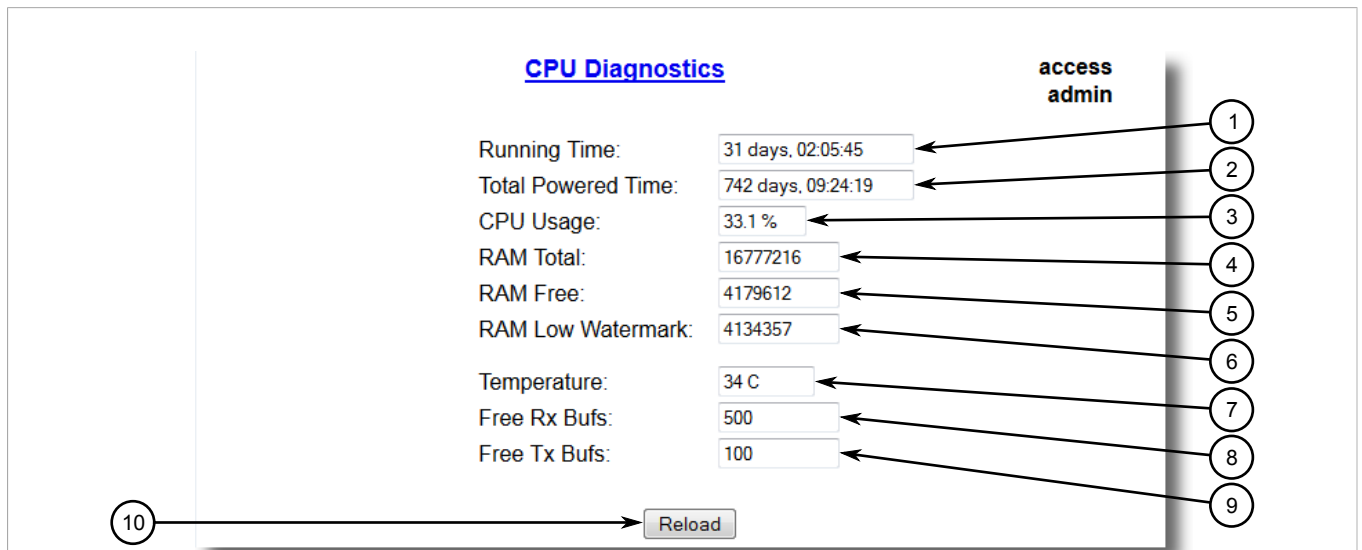 CPU Diagnostics
access
admin
Running Time: 31 days, 02:05:45 1
Total Powered Time: 742 days, 09:24:19 2
CPU Usage: 33.1 % 3
RAM Total: 16777216 4
RAM Free: 4179612 5
RAM Low Watermark: 4134357 6
Temperature: 34 C 7
Free Rx Bufs: 500 8
Free Tx Bufs: 100 9
10 Reload